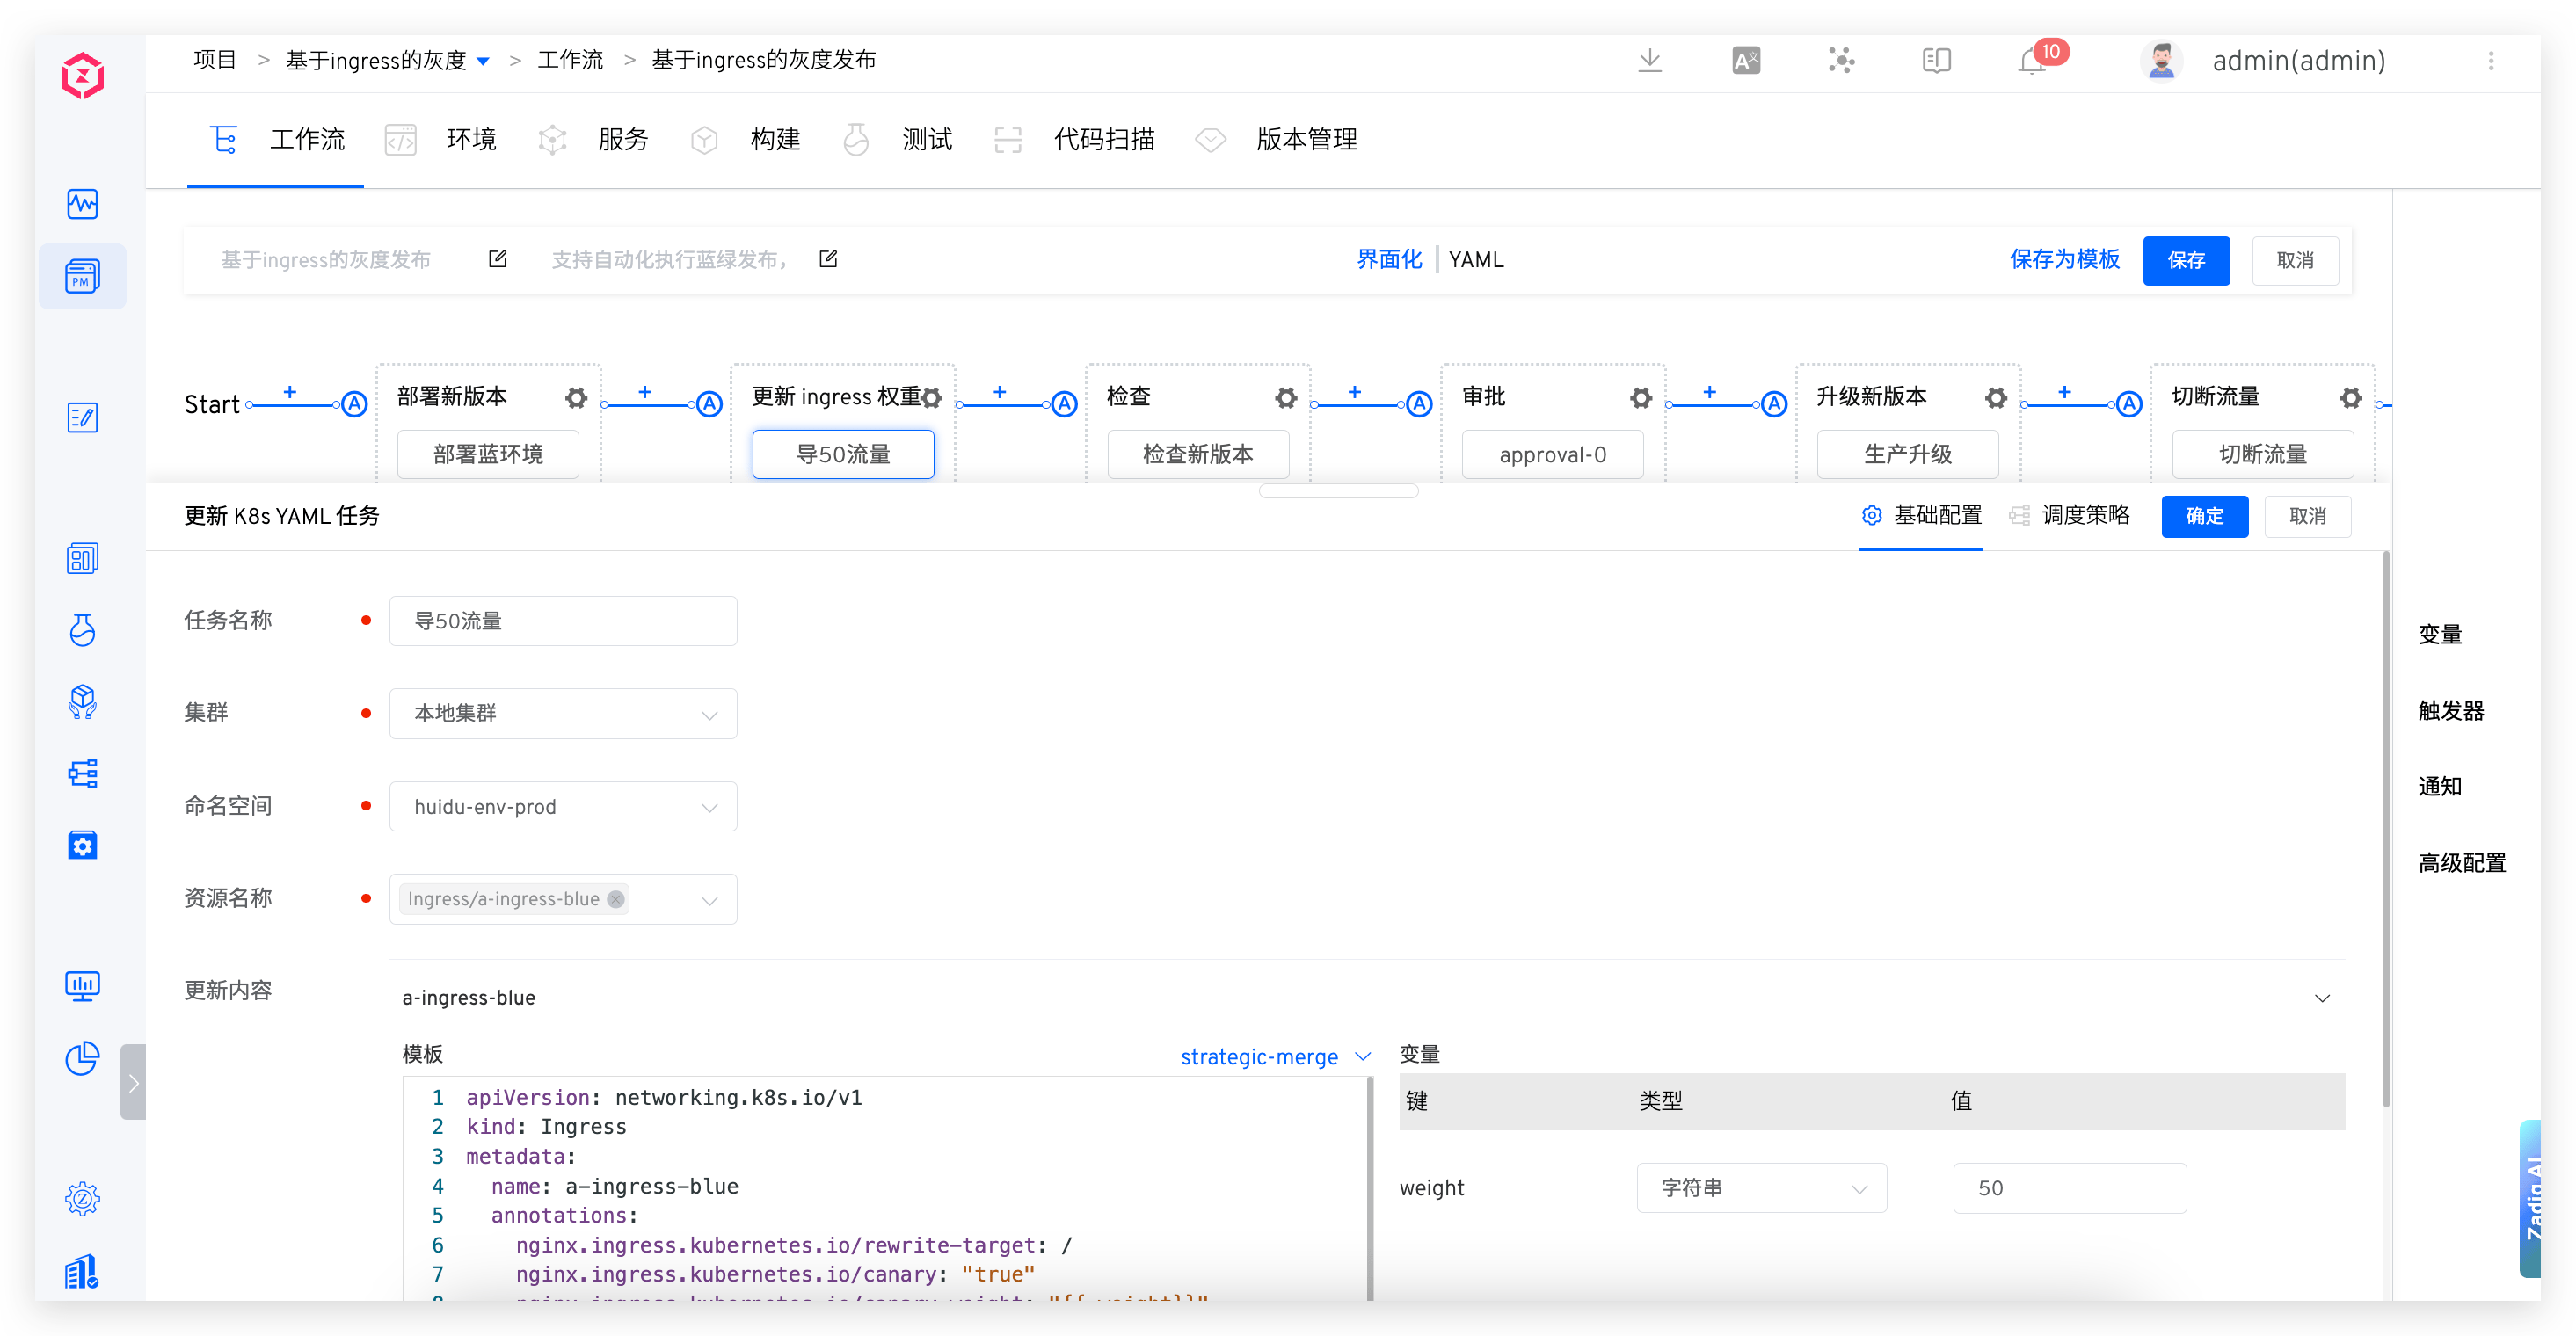 项目 > 基于ingress的灰度 > 工作流 > 基于ingress的灰度发布
10
admin(admin)
工作流 环境 服务 构建 测试 代码扫描 版本管理
PM
基于ingress的灰度发布 支持自动化执行蓝绿发布，
界面化 YAML
保存为模板 保存 取消
Start + A 部署新版本 + A 更新 ingress 权重 + A 检查 + A 审批 + A 升级新版本 + A 切断流量
部署蓝环境 导50流量 检查新版本 approval-0 生产升级 切断流量
更新 K8s YAML 任务
基础配置 调度策略 确定 取消
任务名称 导50流量
集群 本地集群
命名空间 huidu-env-prod
资源名称 Ingress/a-ingress-blue
更新内容 a-ingress-blue
模板 strategic-merge
1 apiVersion: networking.k8s.io/v1
2 kind: Ingress
3 metadata:
4 name: a-ingress-blue
5 annotations:
6 nginx.ingress.kubernetes.io/rewrite-target: /
7 nginx.ingress.kubernetes.io/canary: "true"
变量
键 类型 值
weight 字符串 50
变量
触发器
通知
高级配置
Zadig AI